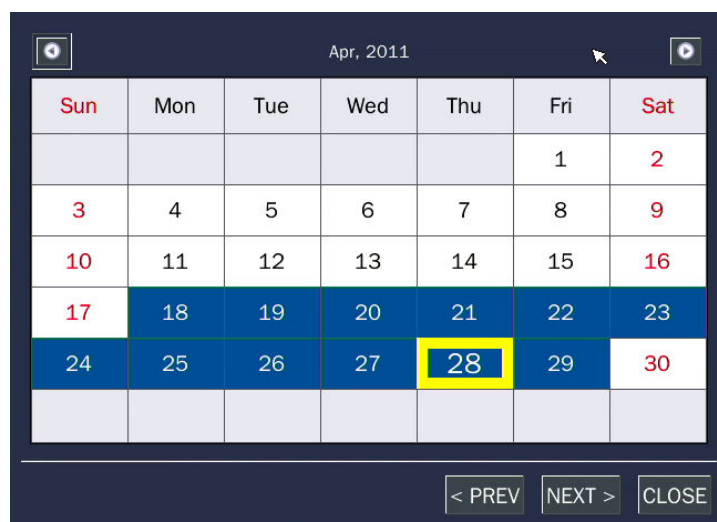 Apr, 2011
Sun Mon Tue Wed Thu Fri Sat
1 2
3 4 5 6 7 8 9
10 11 12 13 14 15 16
17 18 19 20 21 22 23
24 25 26 27 28 29 30
< PREV NEXT > CLOSE